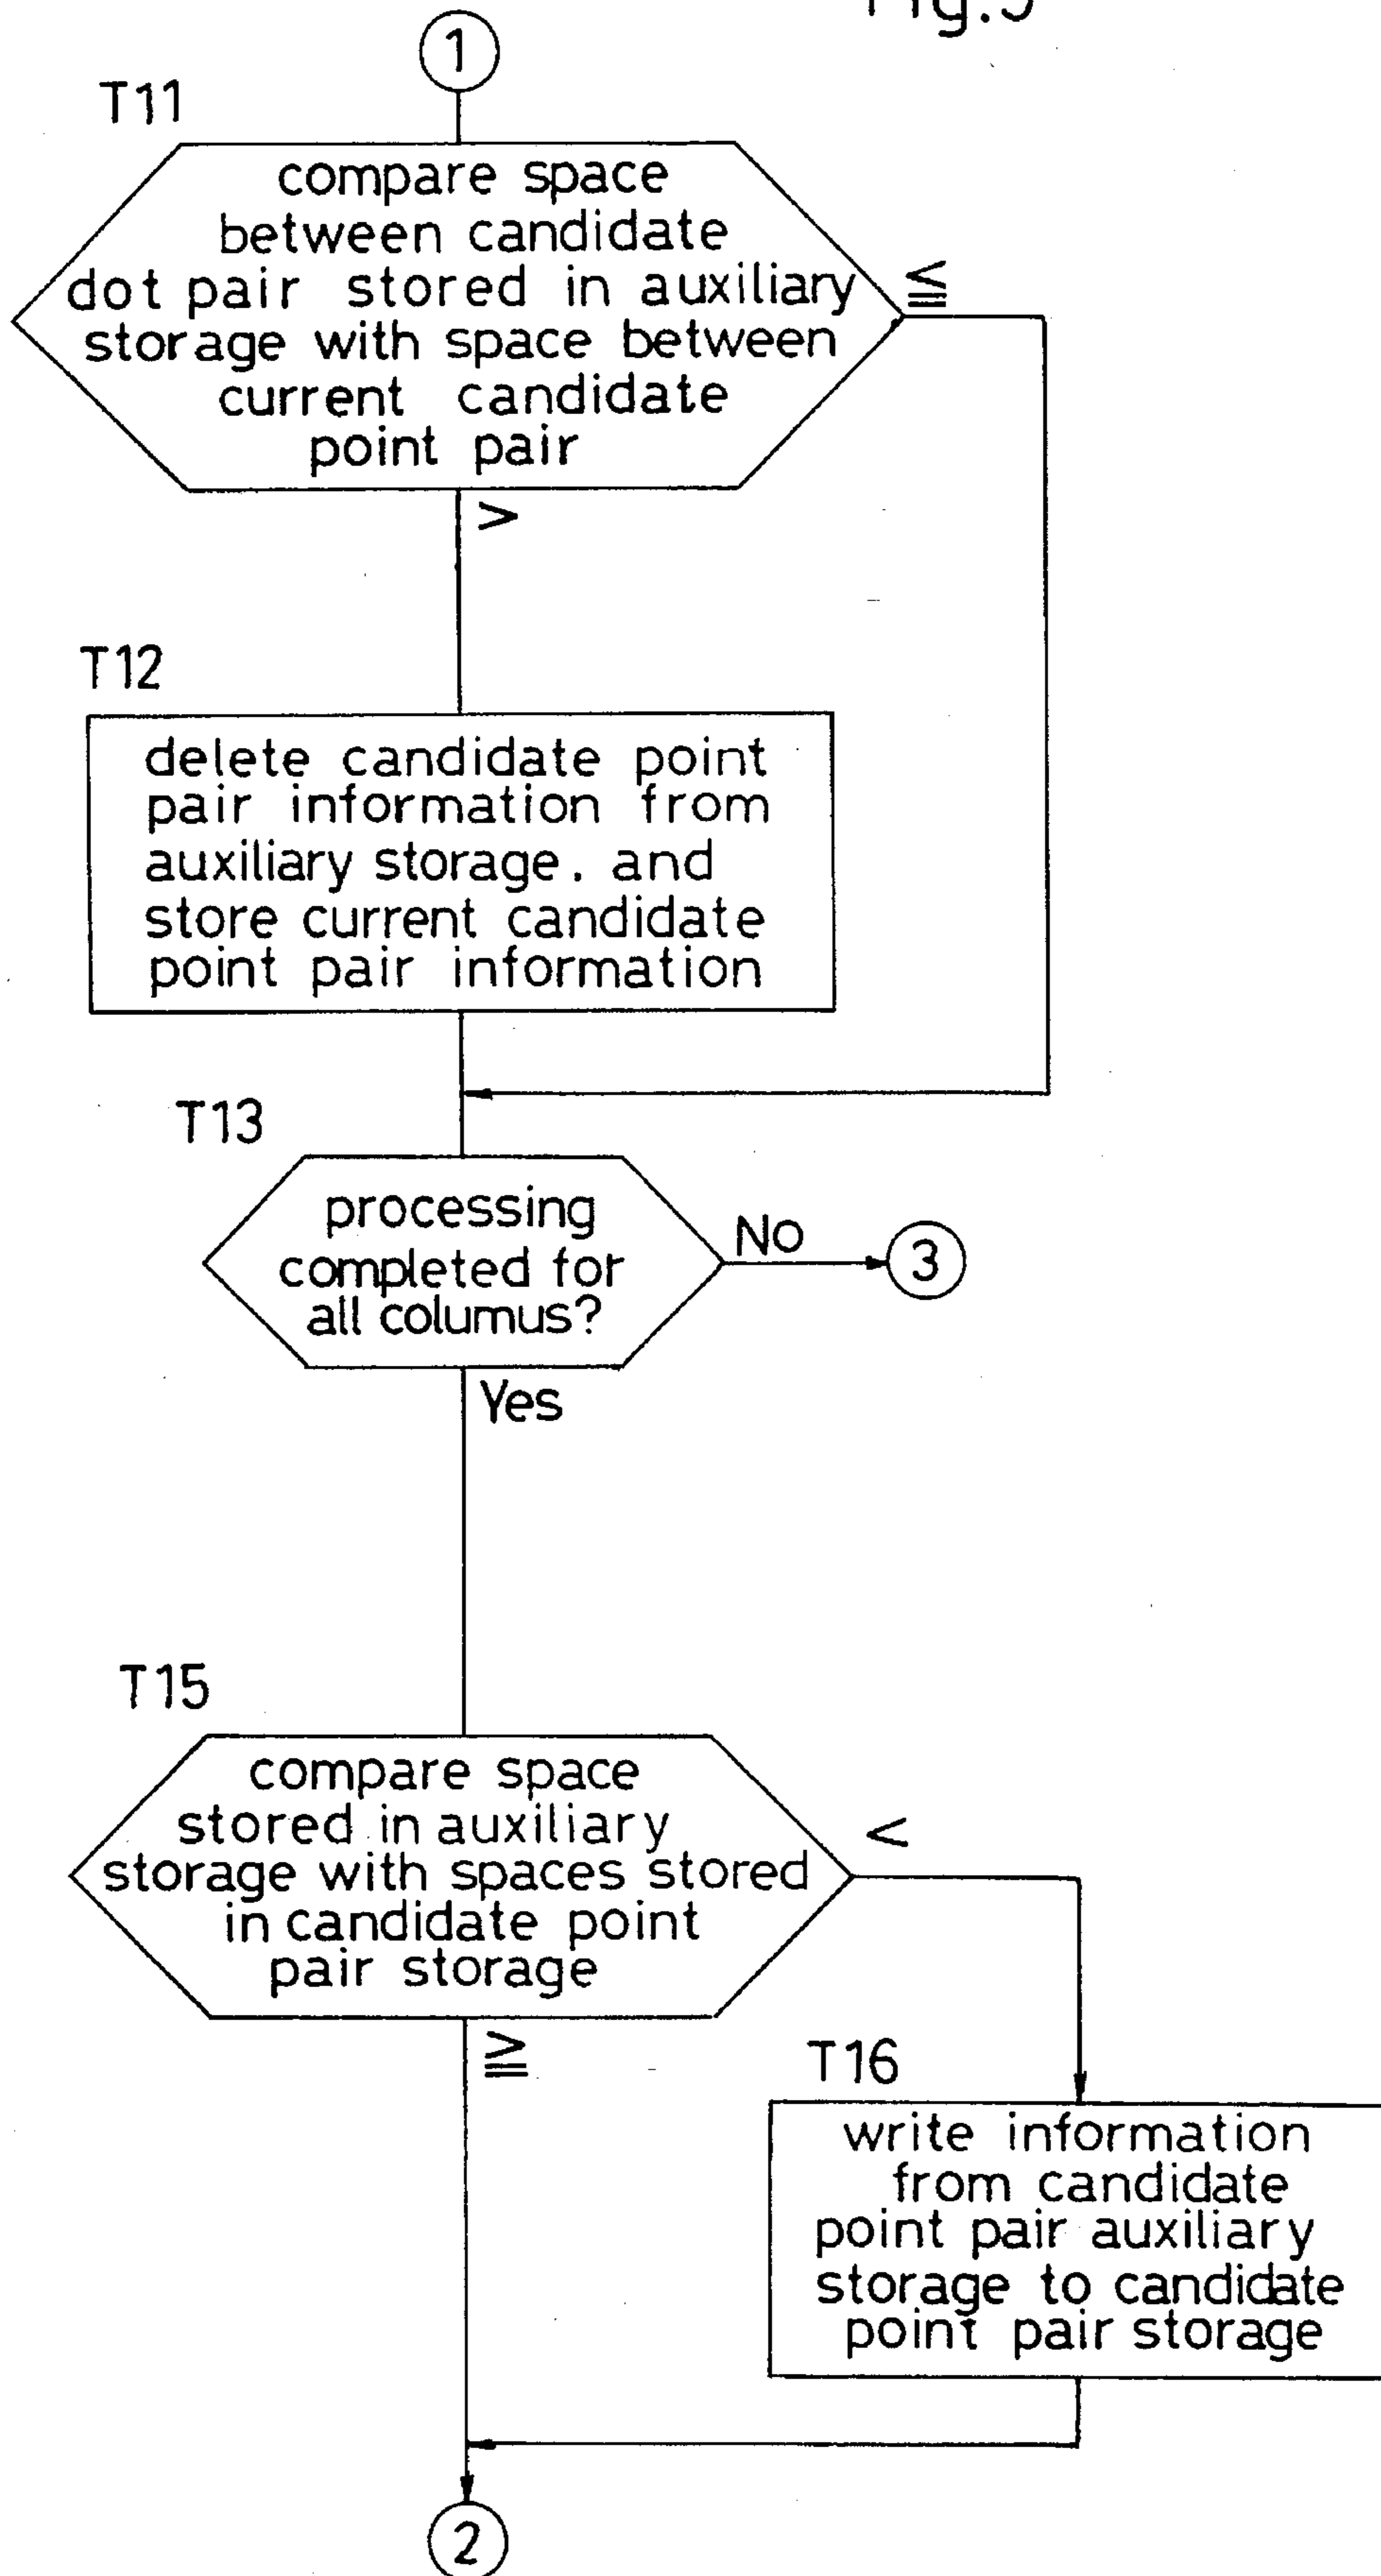 Fig.
1
T11
compare space
between candidate
dot pair stored in auxiliary
storage with space between
current candidate
point pair
≦
>
T12
delete candidate point
pair information from
auxiliary storage. and
store current candidate
point pair information
T13
processing
completed for
all columus?
No
3
Yes
T15
compare space
stored in auxiliary
storage with spaces stored
in candidate point
pair storage
<
≧
T16
write information
from candidate
point pair auxiliary
storage to candidate
point pair storage
2